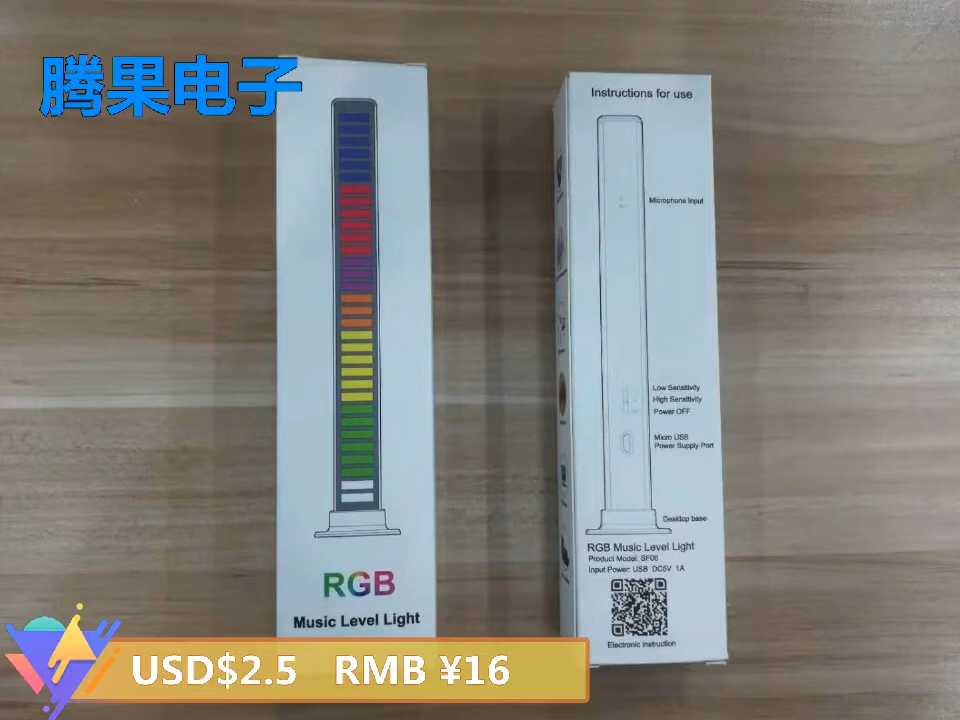 腾果电子
RGB
Music Level Light
Instructions for use
Microphone Input
Low Sensitivity
High Sensitivity
Power OFF
Micro USB
Power Supply Port
Desktop base
RGB Music Level Light
Product Model: SF06
Input Power: USB DC5V 1A
Electronic instruction
USD$2.5 RMB ¥16